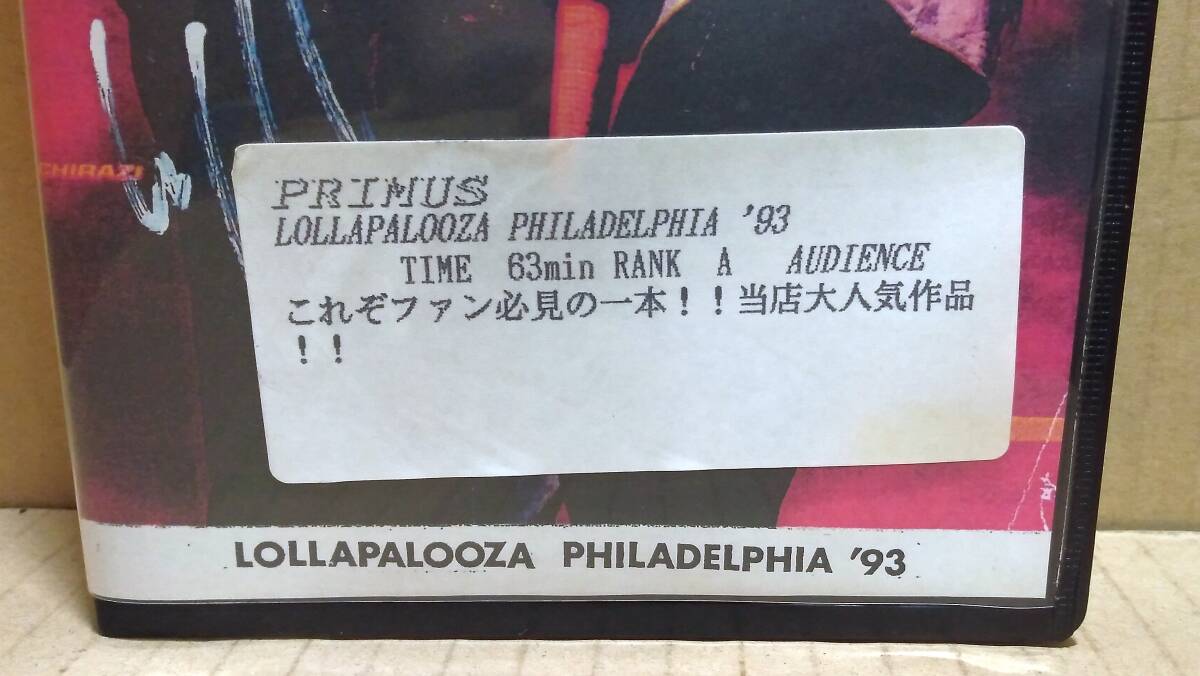 CHIRAZI
PRIMUS
LOLLAPALOOZA PHILADELPHIA '93
TIME 63min RANK A AUDIENCE
これぞファン必見の一本！！当店大人気作品
！！
LOLLAPALOOZA PHILADELPHIA '93